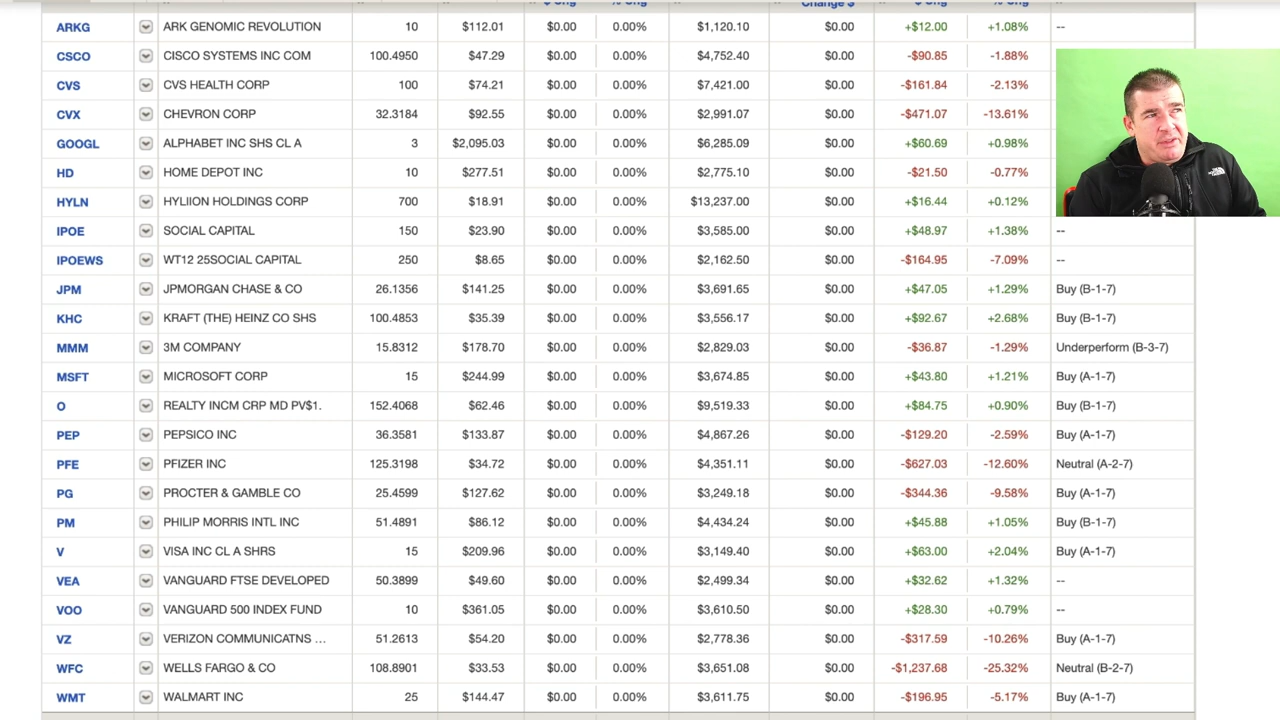 $ Chg % Chg Change $ $ Chg % Chg
ARKG ARK GENOMIC REVOLUTION 10 $112.01 $0.00 0.00% $1,120.10 $0.00 +$12.00 +1.08% --
CSCO CISCO SYSTEMS INC COM 100.4950 $47.29 $0.00 0.00% $4,752.40 $0.00 -$90.85 -1.88%
CVS CVS HEALTH CORP 100 $74.21 $0.00 0.00% $7,421.00 $0.00 -$161.84 -2.13%
CVX CHEVRON CORP 32.3184 $92.55 $0.00 0.00% $2,991.07 $0.00 -$471.07 -13.61%
GOOGL ALPHABET INC SHS CL A 3 $2,095.03 $0.00 0.00% $6,285.09 $0.00 +$60.69 +0.98%
HD HOME DEPOT INC 10 $277.51 $0.00 0.00% $2,775.10 $0.00 -$21.50 -0.77%
HYLN HYLIION HOLDINGS CORP 700 $18.91 $0.00 0.00% $13,237.00 $0.00 +$16.44 +0.12%
IPOE SOCIAL CAPITAL 150 $23.90 $0.00 0.00% $3,585.00 $0.00 +$48.97 +1.38% --
IPOEWS WT12 25SOCIAL CAPITAL 250 $8.65 $0.00 0.00% $2,162.50 $0.00 -$164.95 -7.09% --
JPM JPMORGAN CHASE & CO 26.1356 $141.25 $0.00 0.00% $3,691.65 $0.00 +$47.05 +1.29% Buy (B-1-7)
KHC KRAFT (THE) HEINZ CO SHS 100.4853 $35.39 $0.00 0.00% $3,556.17 $0.00 +$92.67 +2.68% Buy (B-1-7)
MMM 3M COMPANY 15.8312 $178.70 $0.00 0.00% $2,829.03 $0.00 -$36.87 -1.29% Underperform (B-3-7)
MSFT MICROSOFT CORP 15 $244.99 $0.00 0.00% $3,674.85 $0.00 +$43.80 +1.21% Buy (A-1-7)
O REALTY INCM CRP MD PV$1. 152.4068 $62.46 $0.00 0.00% $9,519.33 $0.00 +$84.75 +0.90% Buy (B-1-7)
PEP PEPSICO INC 36.3581 $133.87 $0.00 0.00% $4,867.26 $0.00 -$129.20 -2.59% Buy (A-1-7)
PFE PFIZER INC 125.3198 $34.72 $0.00 0.00% $4,351.11 $0.00 -$627.03 -12.60% Neutral (A-2-7)
PG PROCTER & GAMBLE CO 25.4599 $127.62 $0.00 0.00% $3,249.18 $0.00 -$344.36 -9.58% Buy (A-1-7)
PM PHILIP MORRIS INTL INC 51.4891 $86.12 $0.00 0.00% $4,434.24 $0.00 +$45.88 +1.05% Buy (B-1-7)
V VISA INC CL A SHRS 15 $209.96 $0.00 0.00% $3,149.40 $0.00 +$63.00 +2.04% Buy (A-1-7)
VEA VANGUARD FTSE DEVELOPED 50.3899 $49.60 $0.00 0.00% $2,499.34 $0.00 +$32.62 +1.32% --
VOO VANGUARD 500 INDEX FUND 10 $361.05 $0.00 0.00% $3,610.50 $0.00 +$28.30 +0.79% --
VZ VERIZON COMMUNICATNS ... 51.2613 $54.20 $0.00 0.00% $2,778.36 $0.00 -$317.59 -10.26% Buy (A-1-7)
WFC WELLS FARGO & CO 108.8901 $33.53 $0.00 0.00% $3,651.08 $0.00 -$1,237.68 -25.32% Neutral (B-2-7)
WMT WALMART INC 25 $144.47 $0.00 0.00% $3,611.75 $0.00 -$196.95 -5.17% Buy (A-1-7)